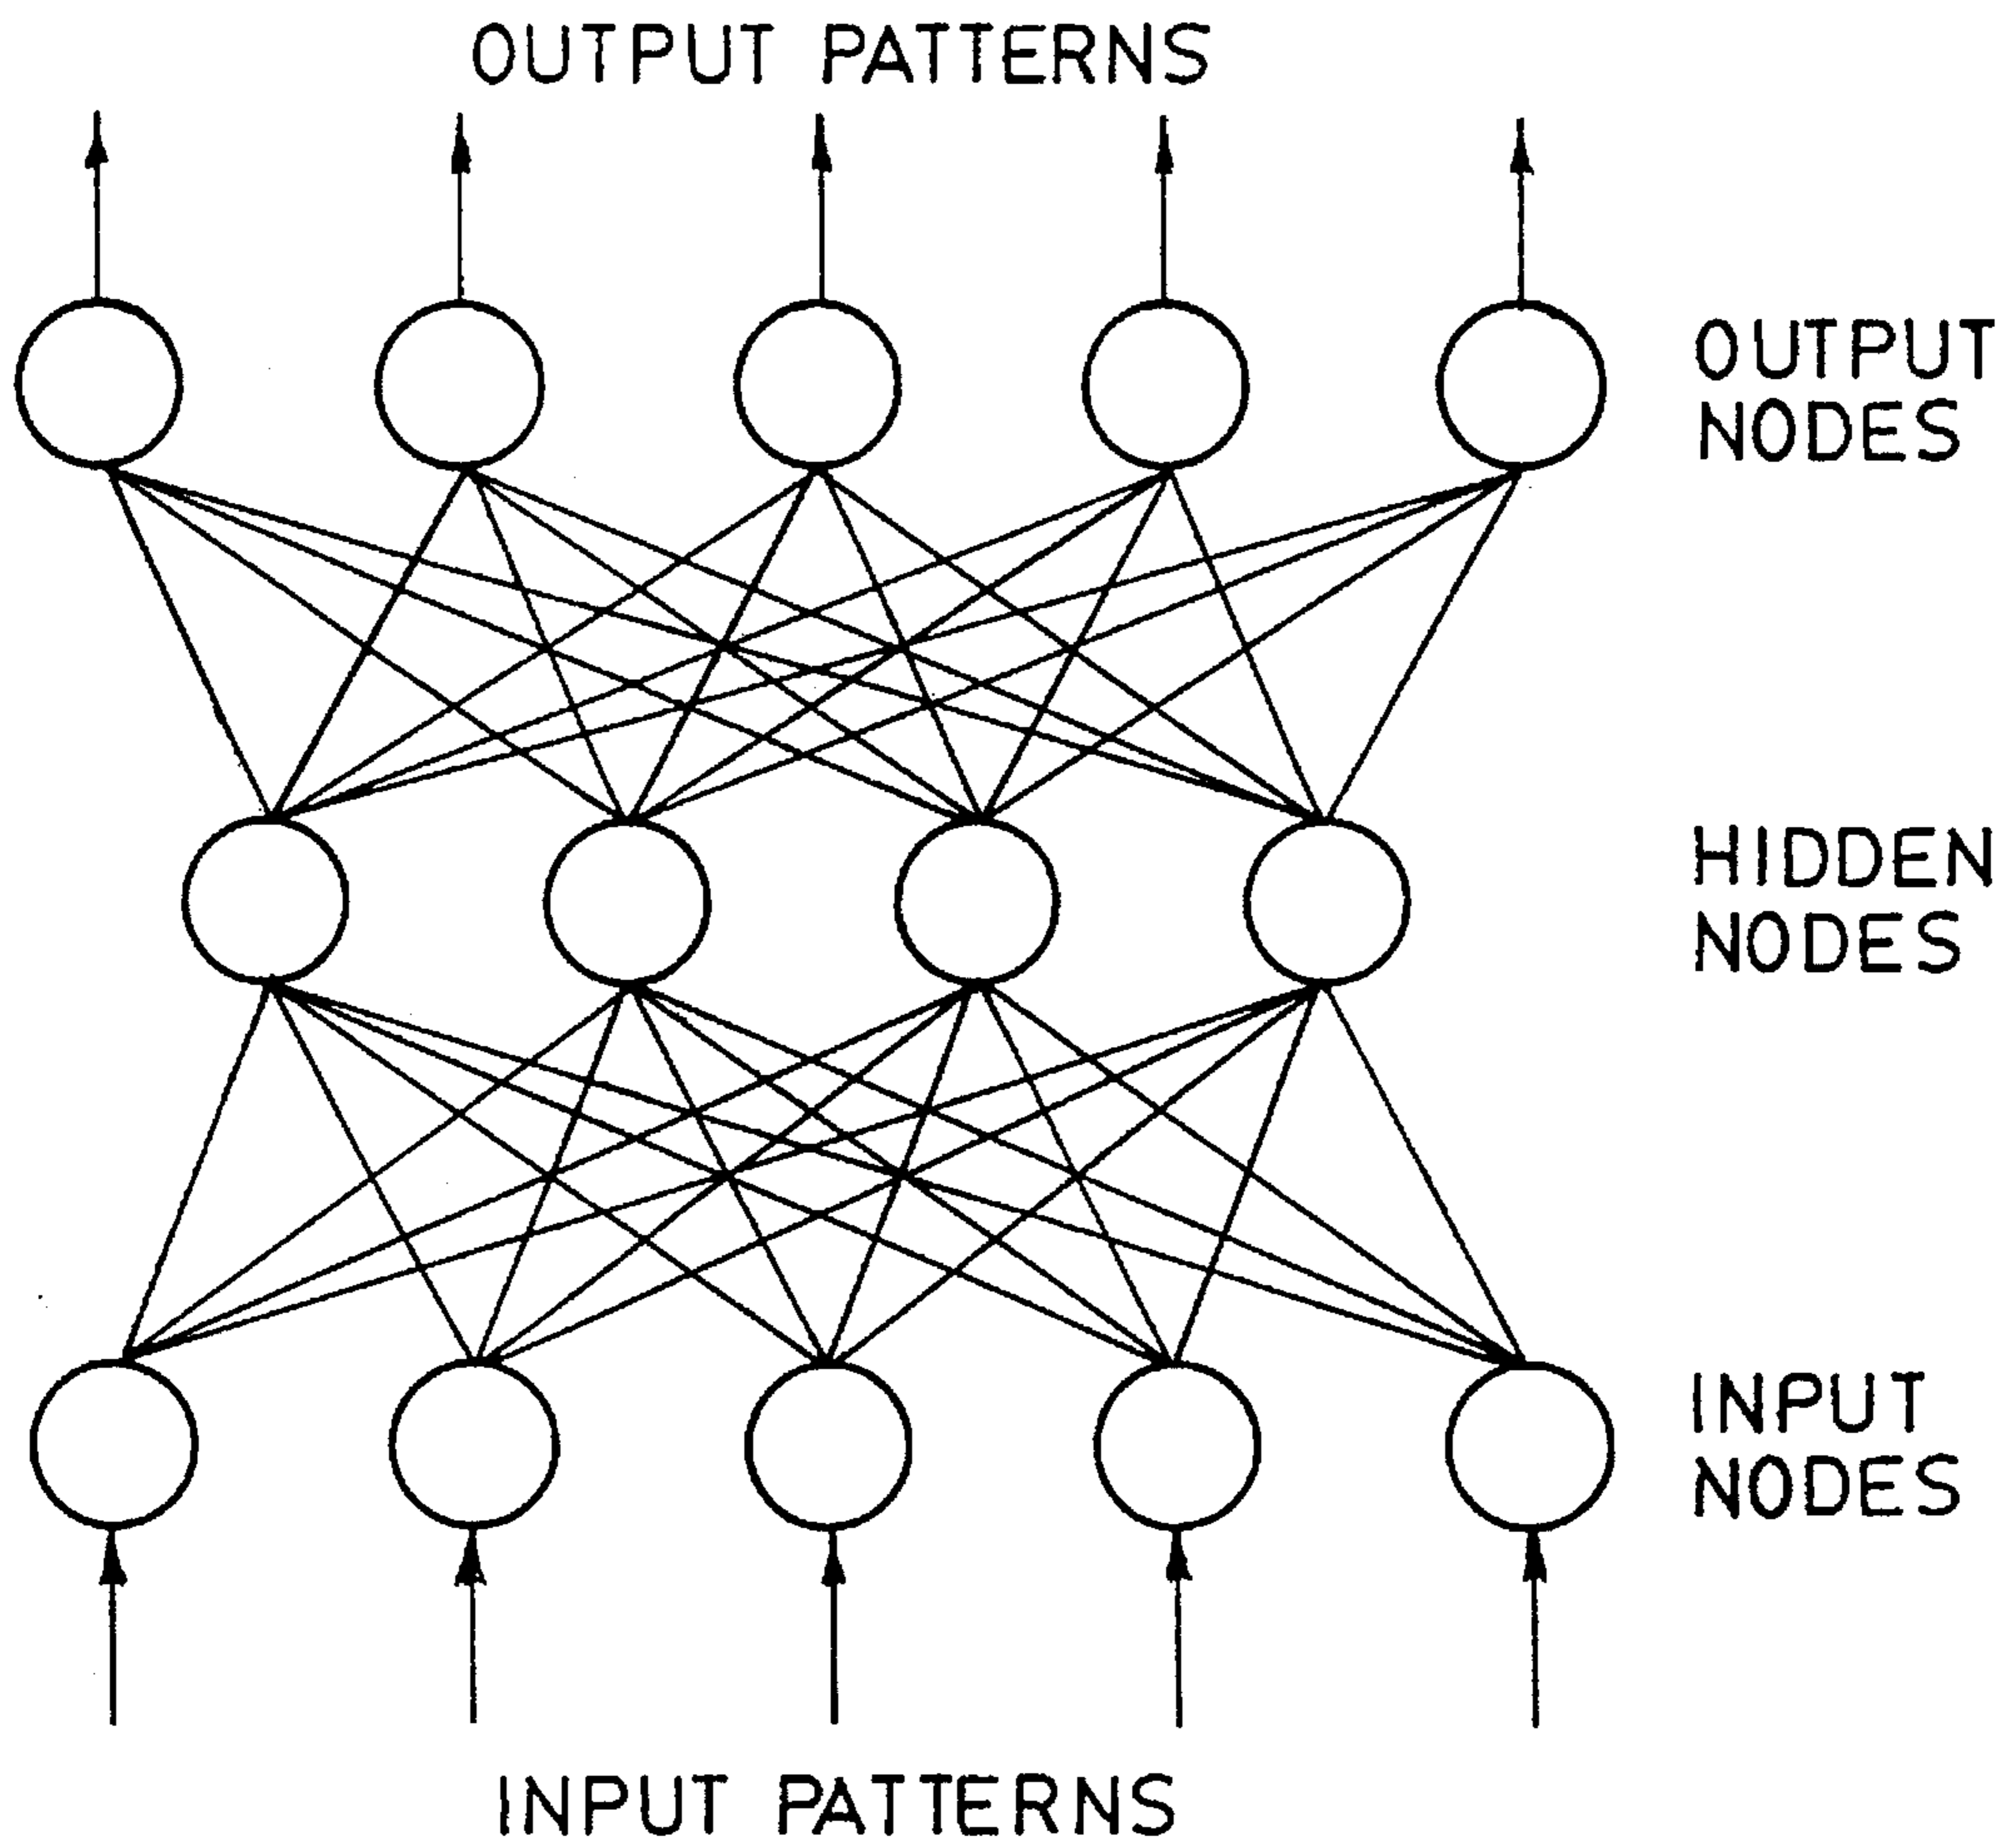 OUTPUT PATTERNS
OUTPUT
NODES
HIDDEN
NODES
INPUT
NODES
INPUT PATTERNS